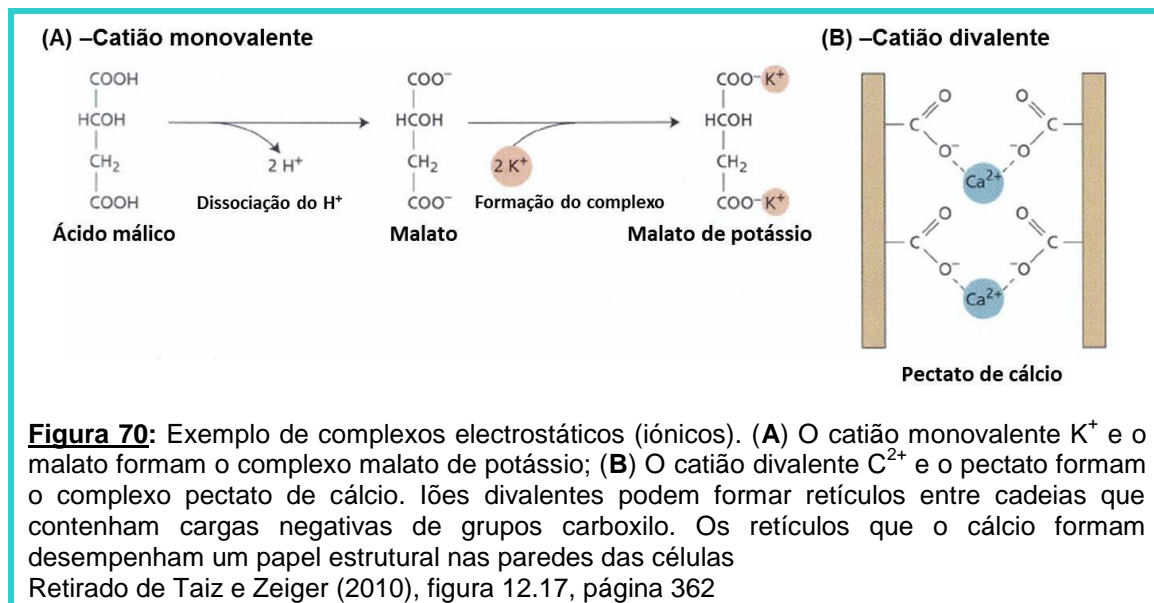 (A) –Catião monovalente
COOH
HCOH
CH₂
COOH
Ácido málico
2 H⁺
Dissociação do H⁺
COO⁻
HCOH
CH₂
COO⁻
Malato
2 K⁺
Formação do complexo
COO⁻K⁺
HCOH
CH₂
COO⁻K⁺
Malato de potássio
(B) –Catião divalente
O O
C C
O⁻ ⁻O
Ca²⁺
O O
C C
O⁻ ⁻O
Ca²⁺
Pectato de cálcio
Figura 70: Exemplo de complexos electrostáticos (iónicos). (A) O catião monovalente K⁺ e o
malato formam o complexo malato de potássio; (B) O catião divalente C²⁺ e o pectato formam
o complexo pectato de cálcio. Iões divalentes podem formar retículos entre cadeias que
contenham cargas negativas de grupos carboxilo. Os retículos que o cálcio formam
desempenham um papel estrutural nas paredes das células
Retirado de Taiz e Zeiger (2010), figura 12.17, página 362